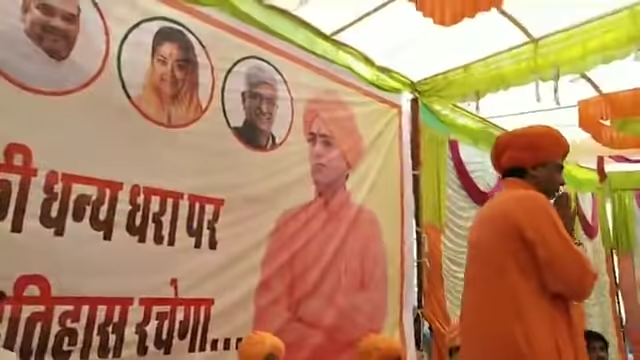 की धन्य धरा पर
इतिहास रचेगा....